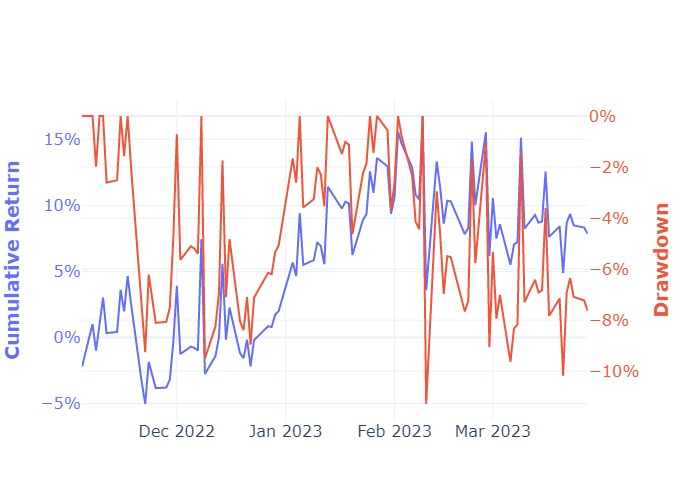 Cumulative Return
15%
10%
5%
0%
−5%
0%
−2%
−4%
−6%
−8%
−10%
Drawdown
Dec 2022
Jan 2023
Feb 2023
Mar 2023